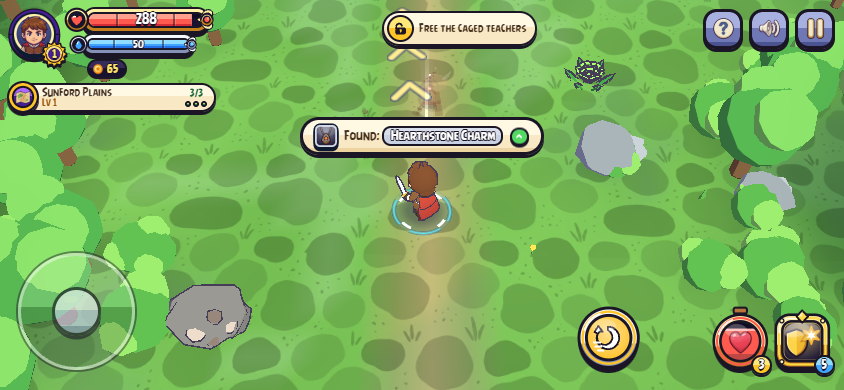 288
50
1
65
Free the caged teachers
?
Sunford Plains
3/3
LV 1
Found: Hearthstone Charm
3
5